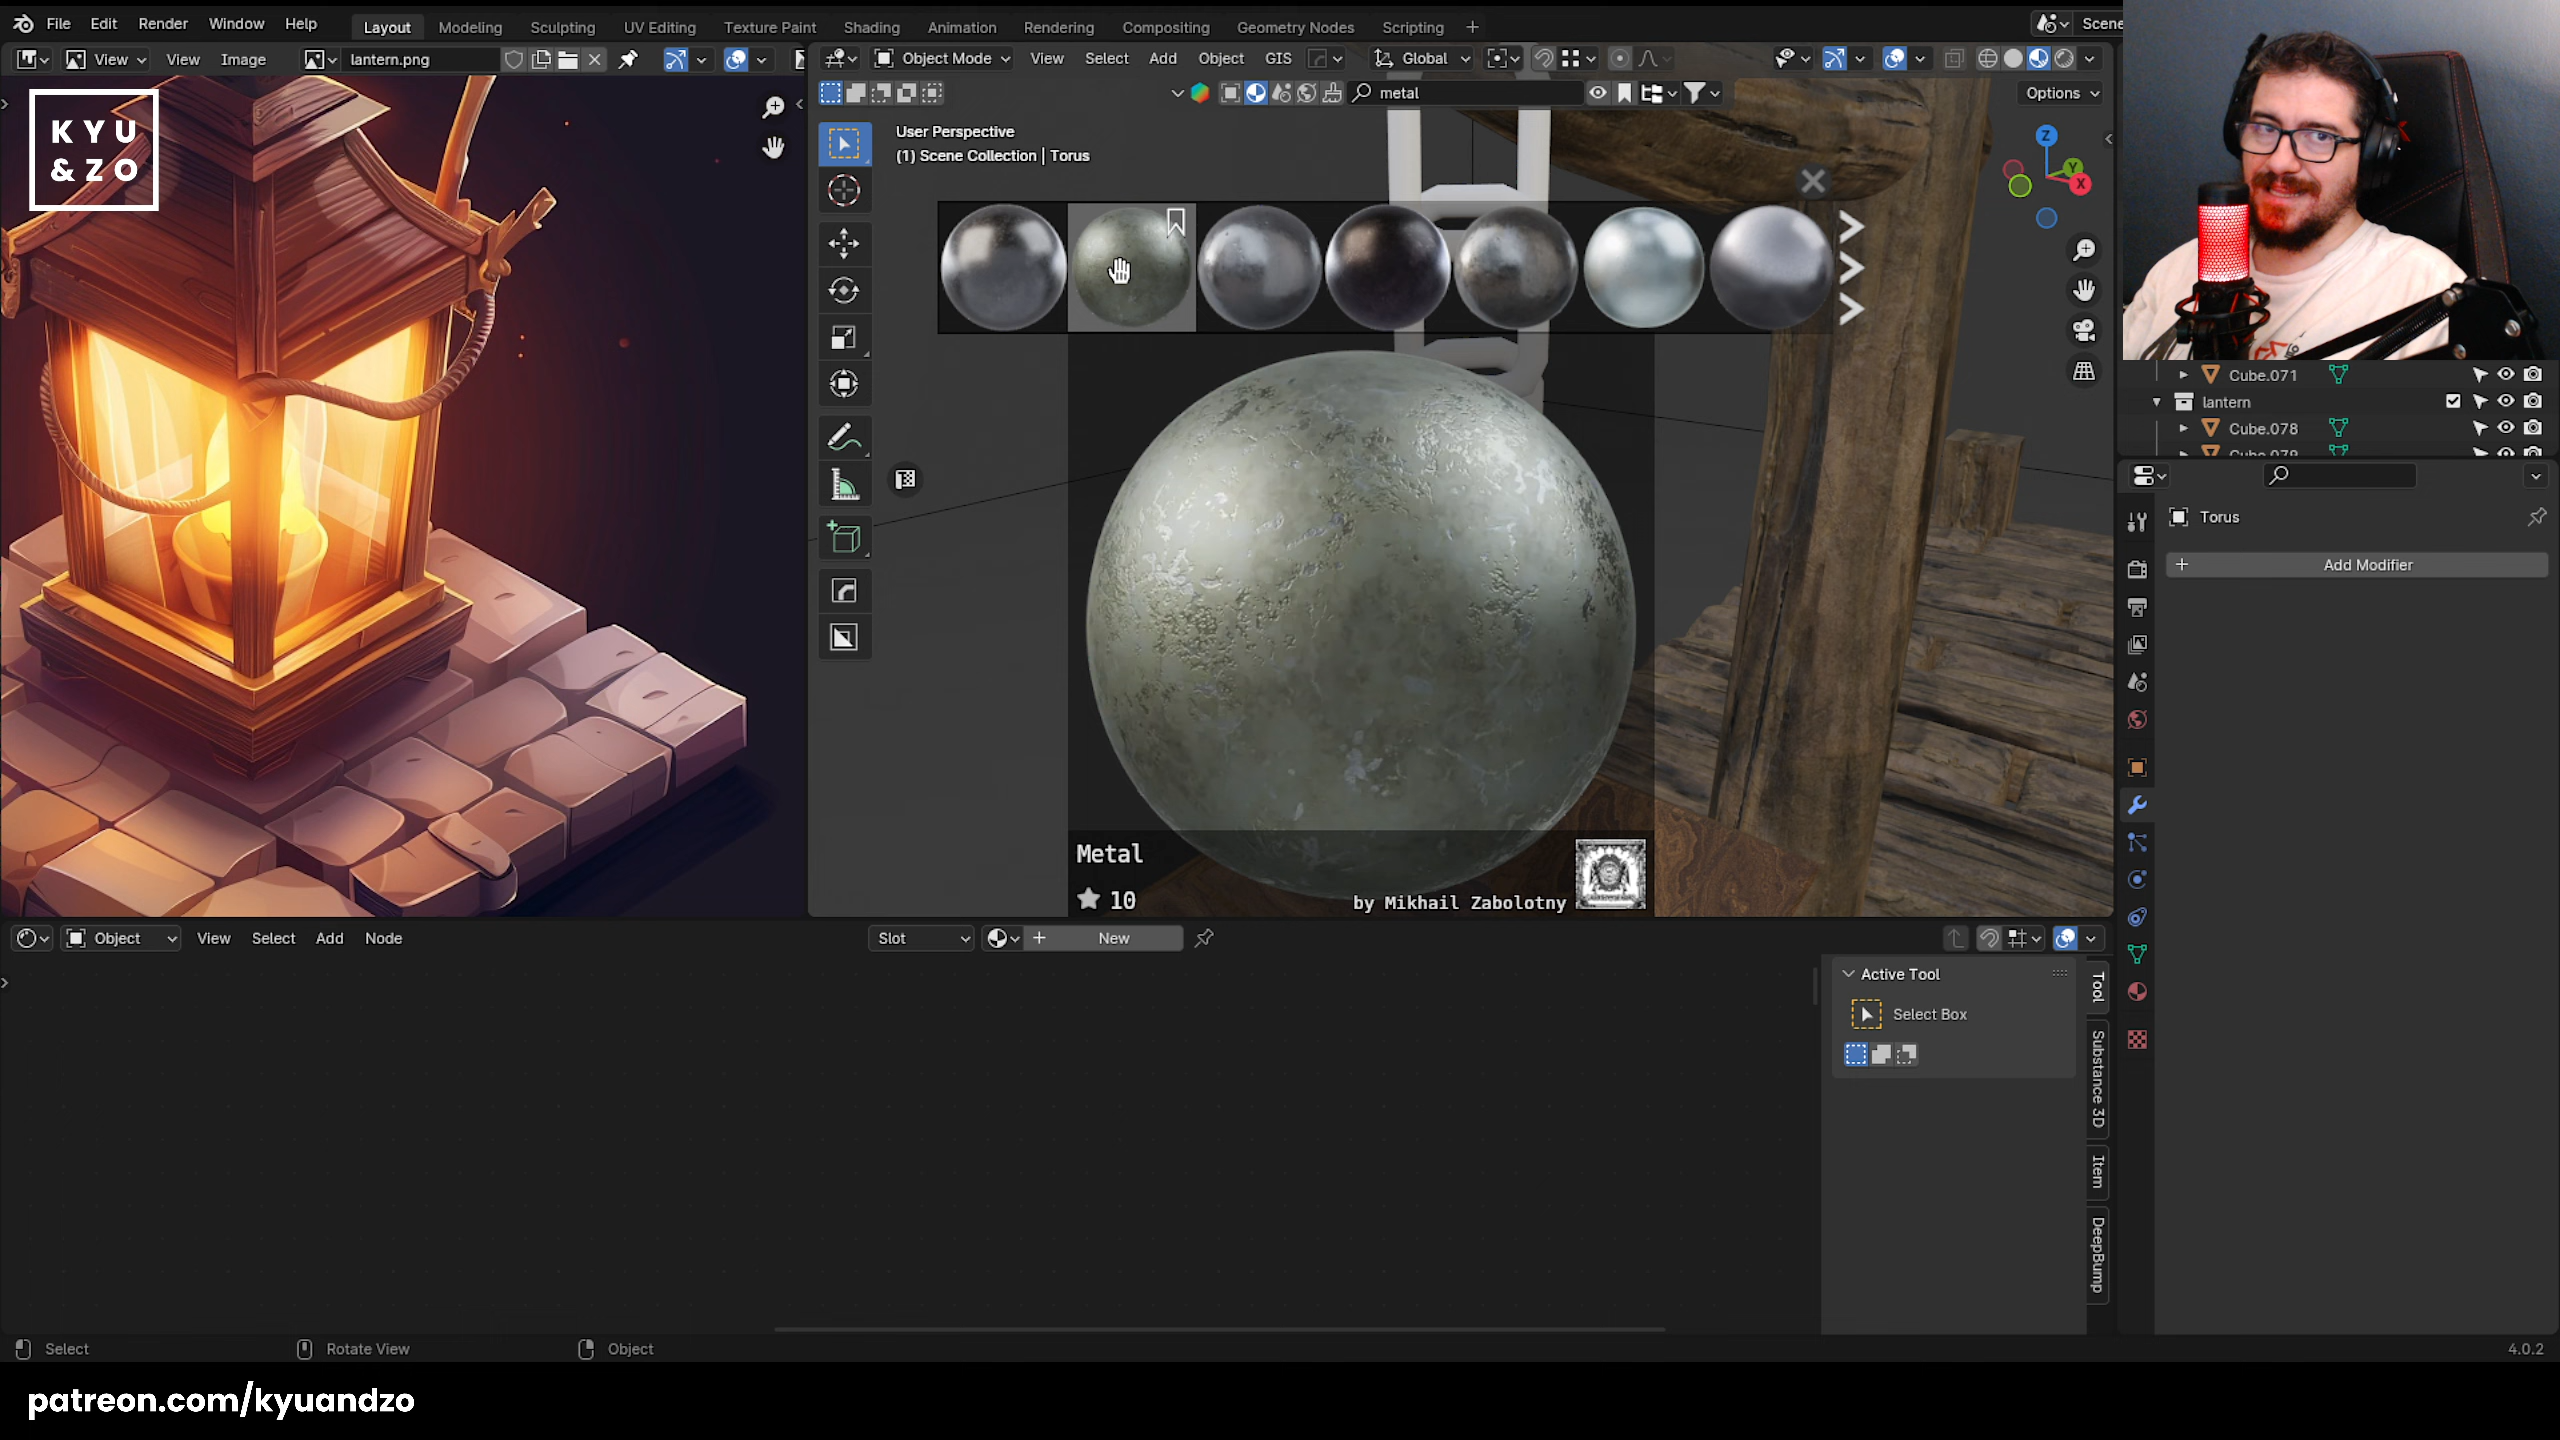 File Edit Render Window Help Layout Modeling Sculpting UV Editing Texture Paint Shading Animation Rendering Compositing Geometry Nodes Scripting + Scene
View View Image lantern.png
Object Mode View Select Add Object GIS Global
metal Options
KYU
&ZO
User Perspective
(1) Scene Collection | Torus
Z
Y
X
Cube.071
lantern
Cube.078
Torus
+ Add Modifier
Metal
10
by Mikhail Zabolotny
Object View Select Add Node Slot + New
Active Tool
Select Box
Tool
Substance 3D
Item
DeepBump
Select Rotate View Object 4.0.2
patreon.com/kyuandzo